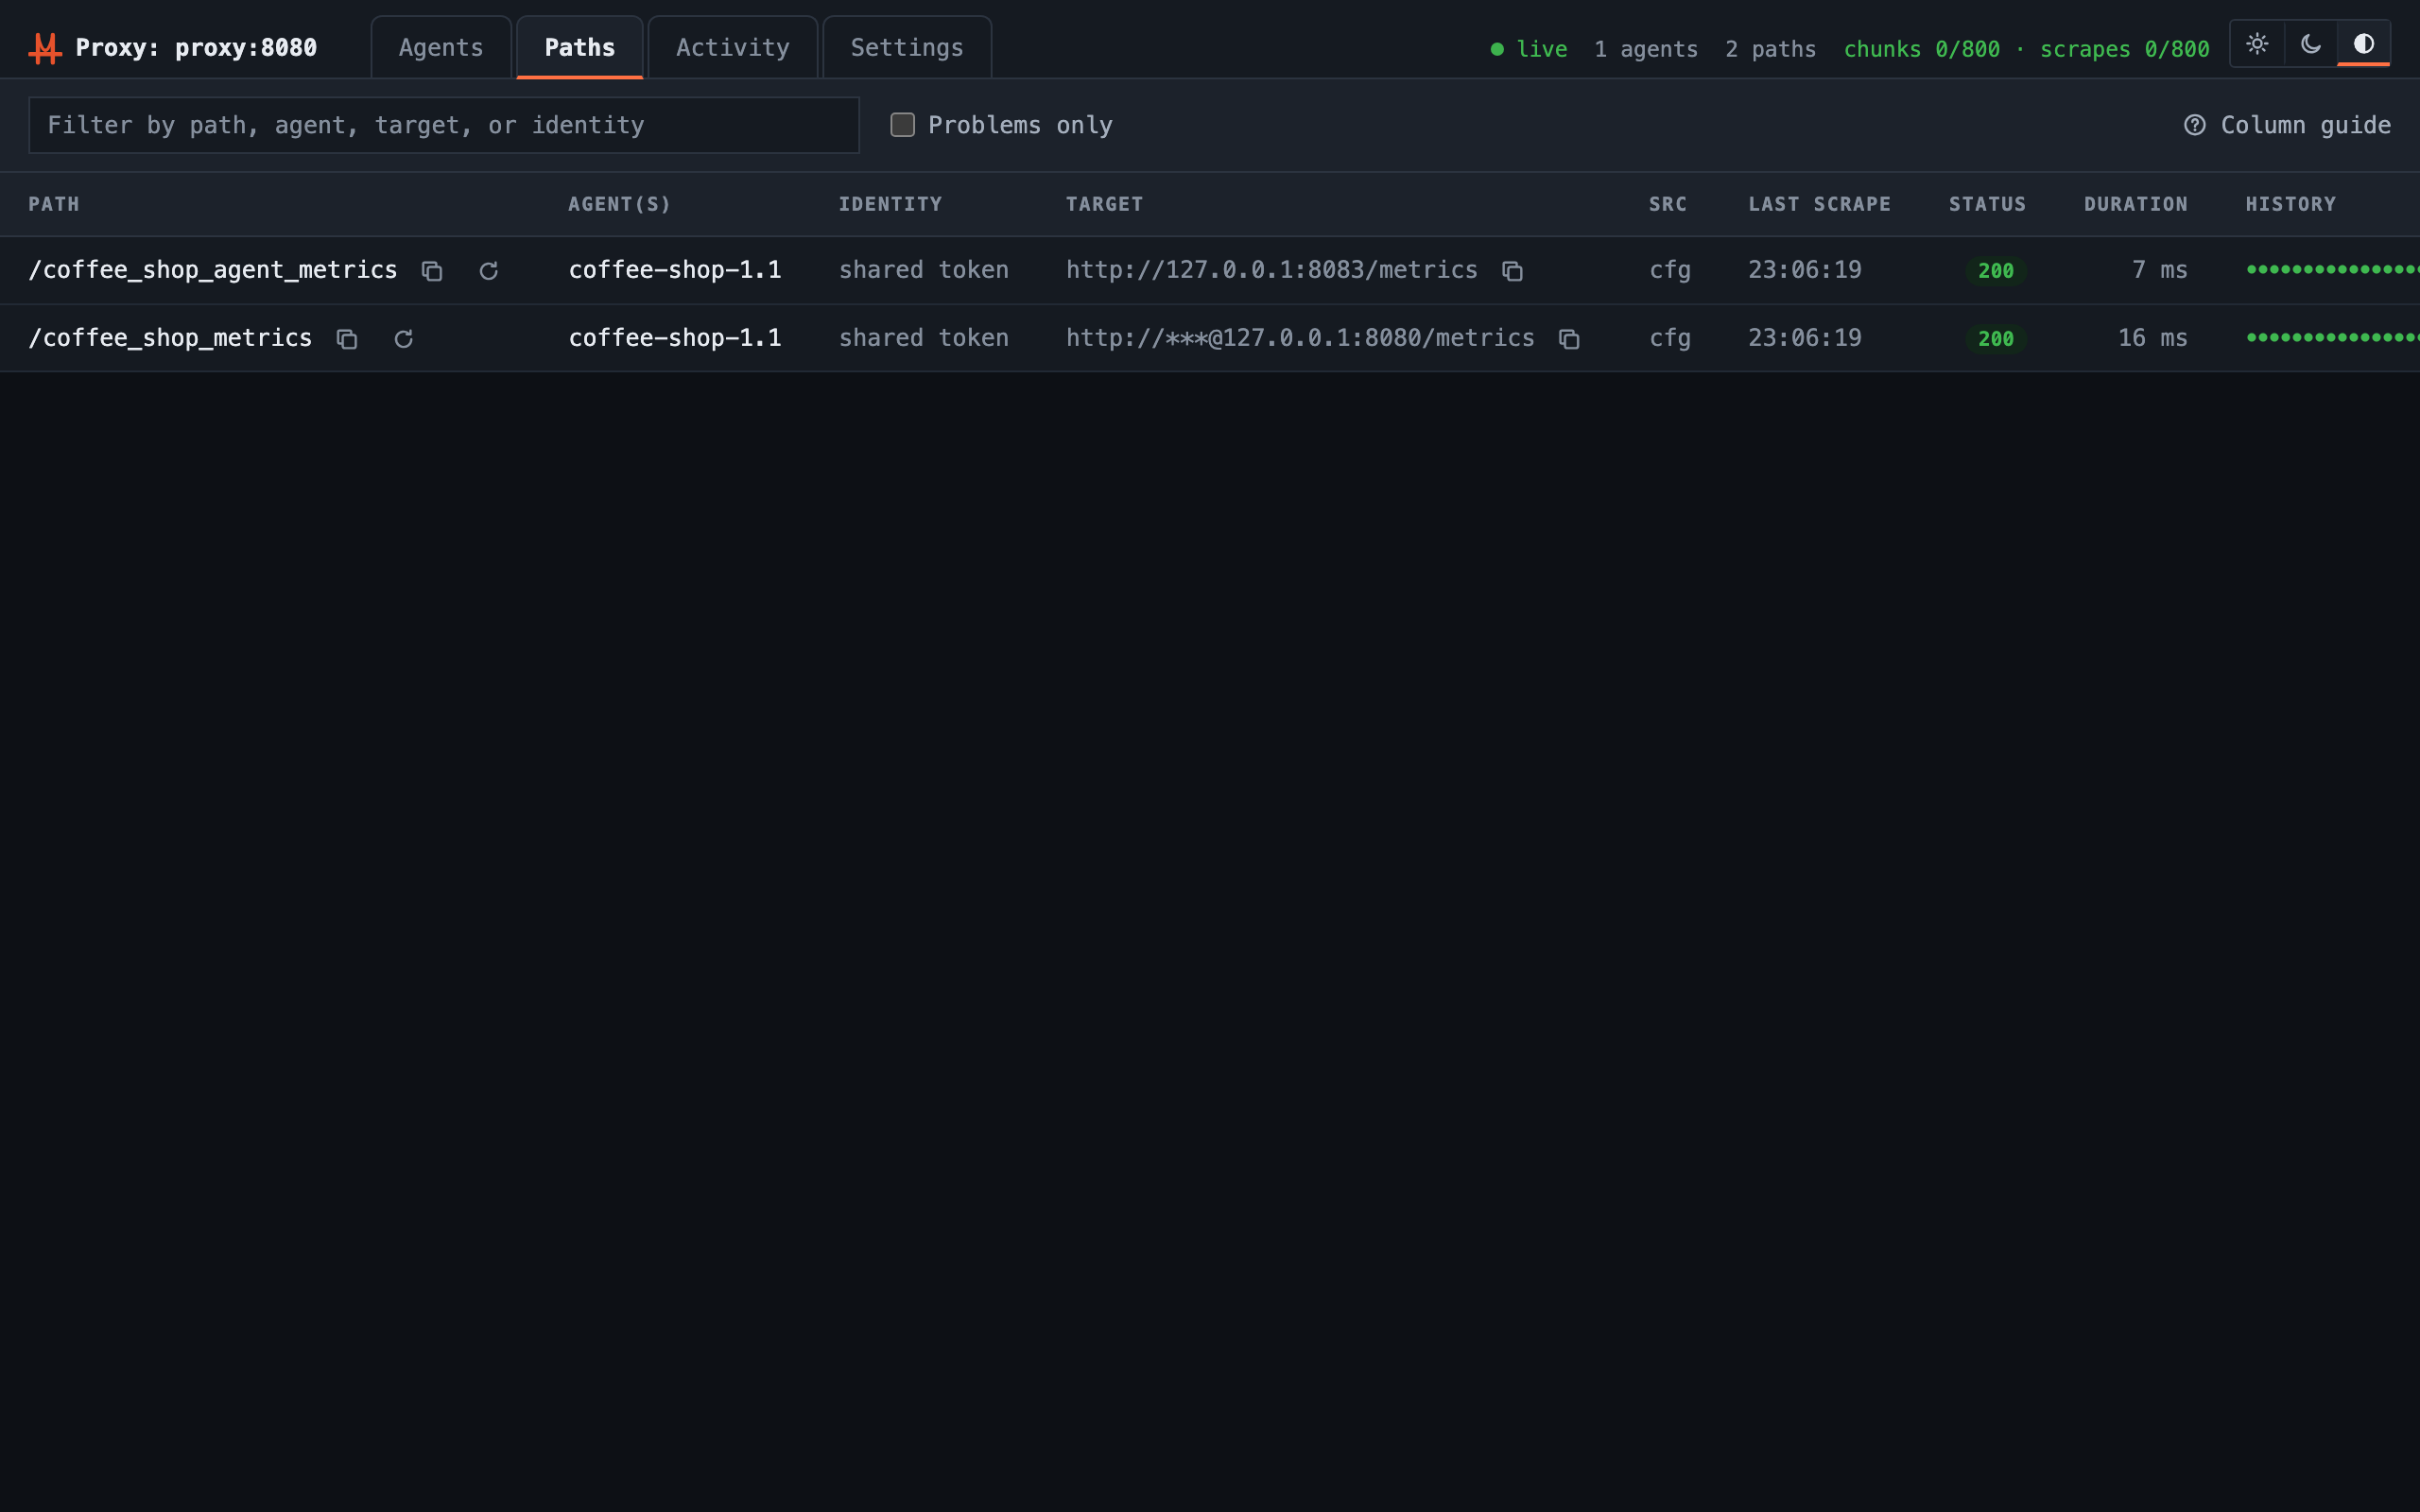 Proxy: proxy:8080 Agents Paths Activity Settings live 1 agents 2 paths chunks 0/800 · scrapes 0/800
Filter by path, agent, target, or identity Problems only Column guide
PATH AGENT(S) IDENTITY TARGET SRC LAST SCRAPE STATUS DURATION HISTORY
/coffee_shop_agent_metrics coffee-shop-1.1 shared token http://127.0.0.1:8083/metrics cfg 23:06:19 200 7 ms
/coffee_shop_metrics coffee-shop-1.1 shared token http://***@127.0.0.1:8080/metrics cfg 23:06:19 200 16 ms